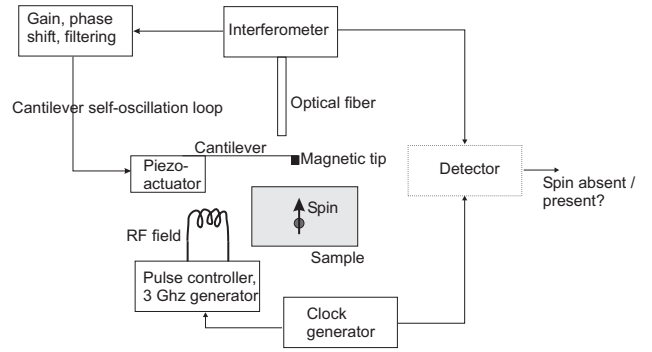 Gain, phase
shift, filtering
Interferometer
Cantilever self-oscillation loop
Optical fiber
Cantilever
Magnetic tip
Piezo-
actuator
Detector
Spin absent /
present?
Spin
RF field
Sample
Pulse controller,
3 Ghz generator
Clock
generator